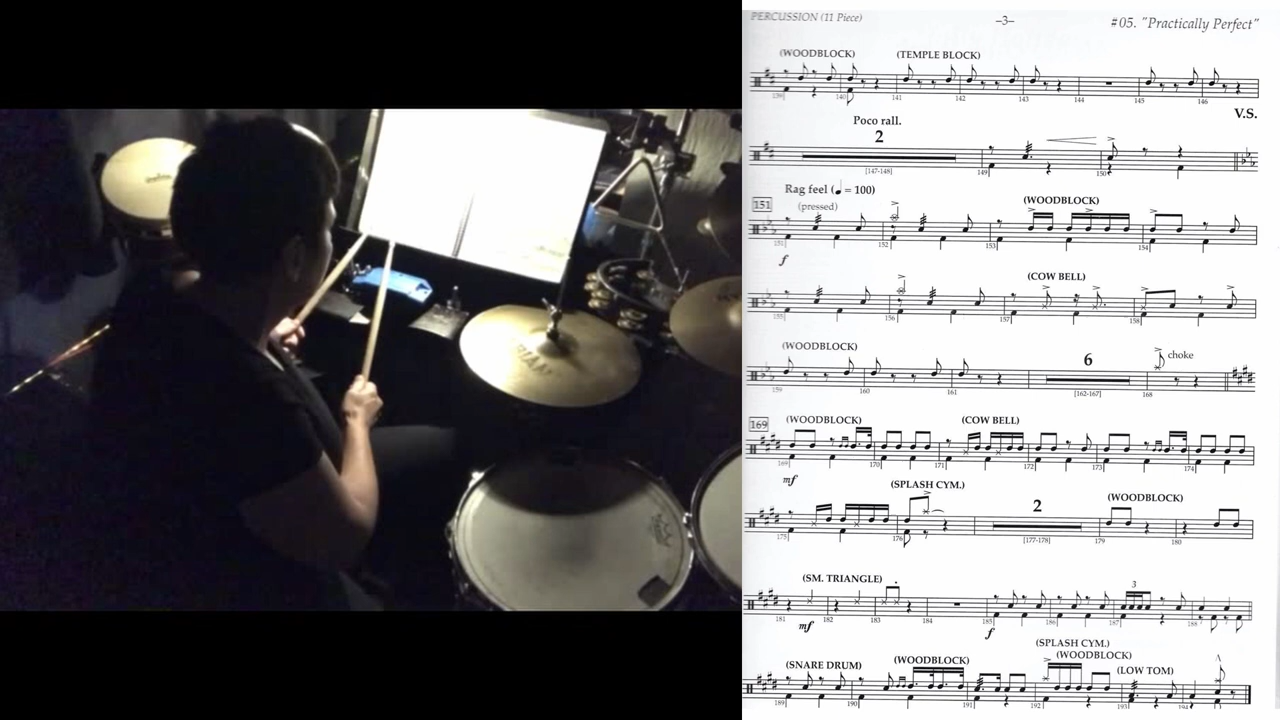 PERCUSSION (11 Piece) –3– #05. "Practically Perfect"
(WOODBLOCK) (TEMPLE BLOCK)
139 140 141 142 143 144 145 146
V.S.
Poco rall.
2
[147-148] 149 150
Rag feel (♩ = 100)
151 (pressed) (WOODBLOCK)
151 152 153 154
f
(COW BELL)
155 156 157 158
(WOODBLOCK) 6 choke
159 160 161 [162-167] 168
169 (WOODBLOCK) (COW BELL)
169 170 171 172 173 174
mf
(SPLASH CYM.) 2 (WOODBLOCK)
175 176 [177-178] 179 180
(SM. TRIANGLE) 3
181 182 183 184 185 186 187 188
mf f
(SPLASH CYM.)
(SNARE DRUM) (WOODBLOCK) (WOODBLOCK) (LOW TOM)
189 190 191 192 193 194